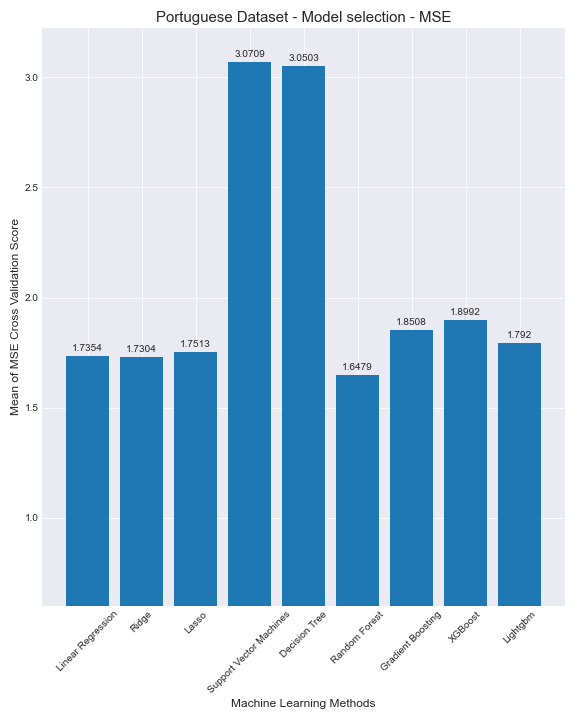 Portuguese Dataset - Model selection - MSE
Mean of MSE Cross Validation Score
3.0
2.5
2.0
1.5
1.0
1.7354
1.7304
1.7513
3.0709
3.0503
1.6479
1.8508
1.8992
1.792
Linear Regression
Ridge
Lasso
Support Vector Machines
Decision Tree
Random Forest
Gradient Boosting
XGBoost
Lightgbm
Machine Learning Methods